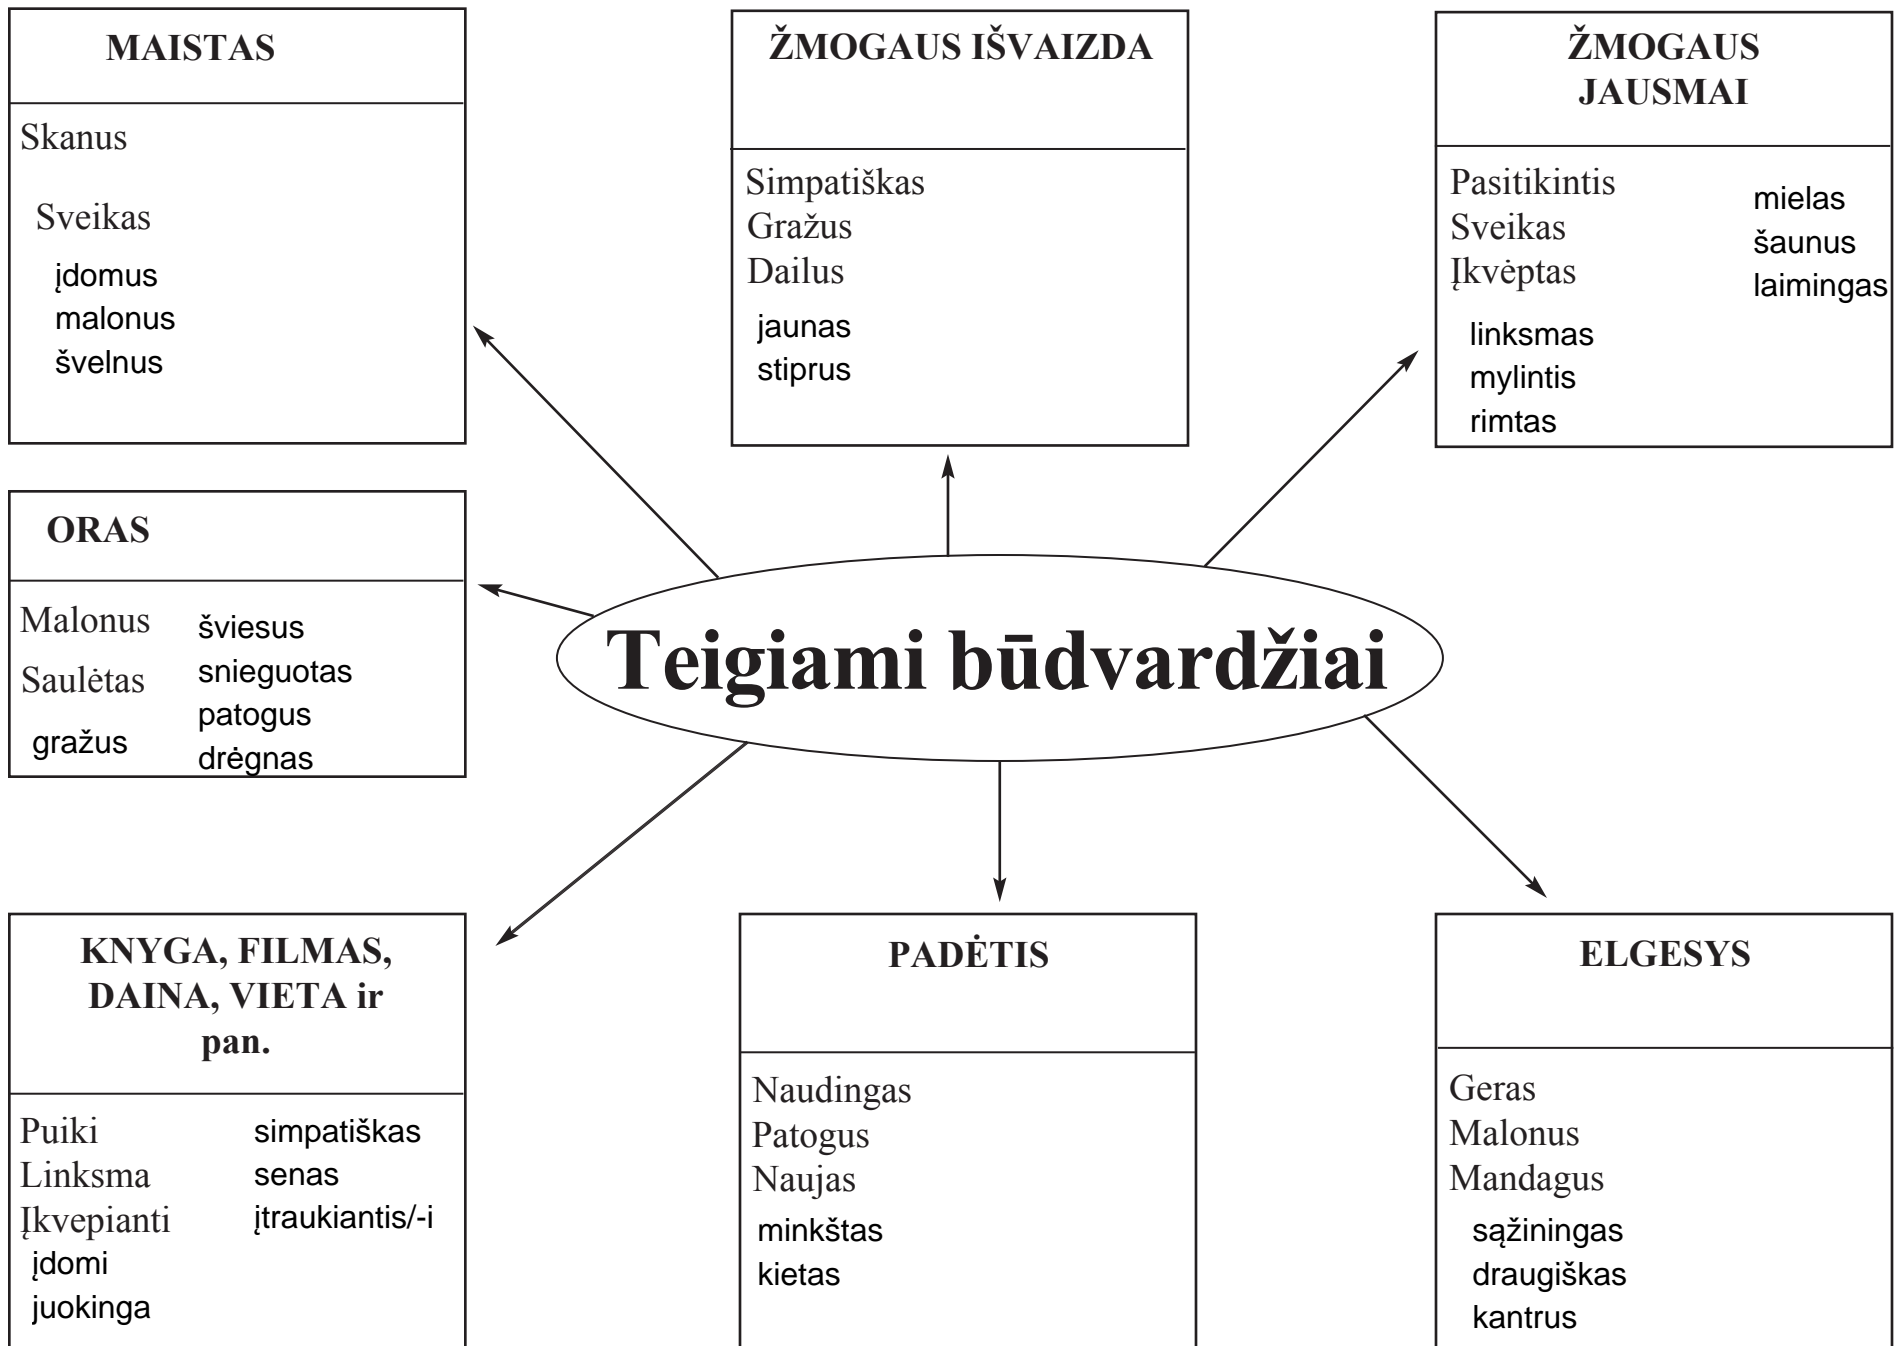 MAISTAS
Skanus
Sveikas
įdomus
malonus
švelnus
ŽMOGAUS IŠVAIZDA
Simpatiškas
Gražus
Dailus
jaunas
stiprus
ŽMOGAUS
JAUSMAI
Pasitikintis
Sveikas
Įkvėptas
linksmas
mylintis
rimtas
mielas
šaunus
laimingas
ORAS
Malonus
Saulėtas
gražus
šviesus
snieguotas
patogus
drėgnas
Teigiami būdvardžiai
KNYGA, FILMAS,
DAINA, VIETA ir
pan.
Puiki
Linksma
Įkvepianti
įdomi
juokinga
simpatiškas
senas
įtraukiantis/-i
PADĖTIS
Naudingas
Patogus
Naujas
minkštas
kietas
ELGESYS
Geras
Malonus
Mandagus
sąžiningas
draugiškas
kantrus